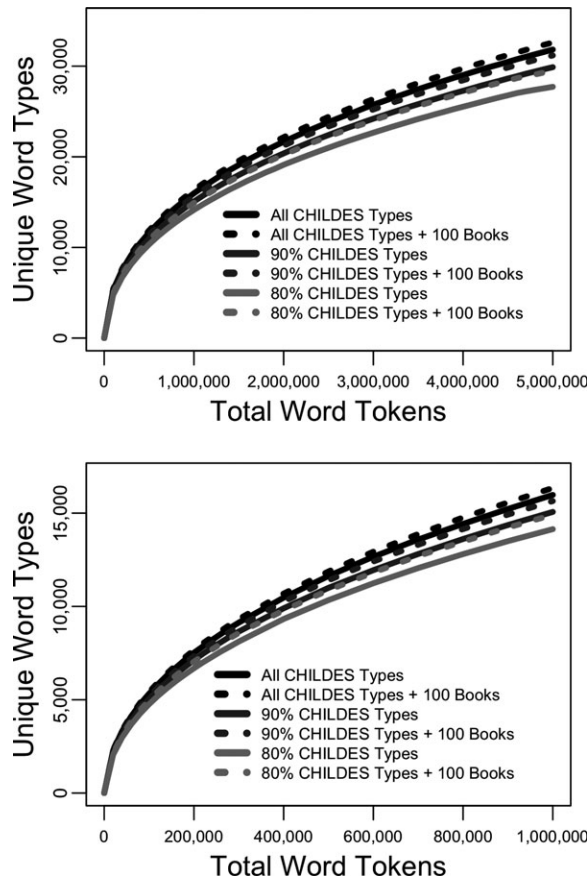 Unique Word Types
30,000
20,000
10,000
0
All CHILDES Types
All CHILDES Types + 100 Books
90% CHILDES Types
90% CHILDES Types + 100 Books
80% CHILDES Types
80% CHILDES Types + 100 Books
0 1,000,000 2,000,000 3,000,000 4,000,000 5,000,000
Total Word Tokens
Unique Word Types
15,000
10,000
5,000
0
All CHILDES Types
All CHILDES Types + 100 Books
90% CHILDES Types
90% CHILDES Types + 100 Books
80% CHILDES Types
80% CHILDES Types + 100 Books
0 200,000 400,000 600,000 800,000 1,000,000
Total Word Tokens